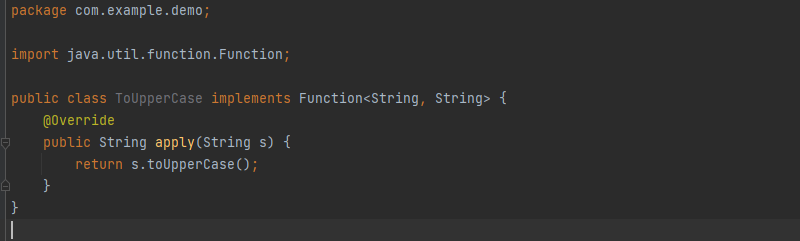 package com.example.demo;
import java.util.function.Function;
public class ToUpperCase implements Function<String, String> {
@Override
public String apply(String s) {
return s.toUpperCase();
}
}